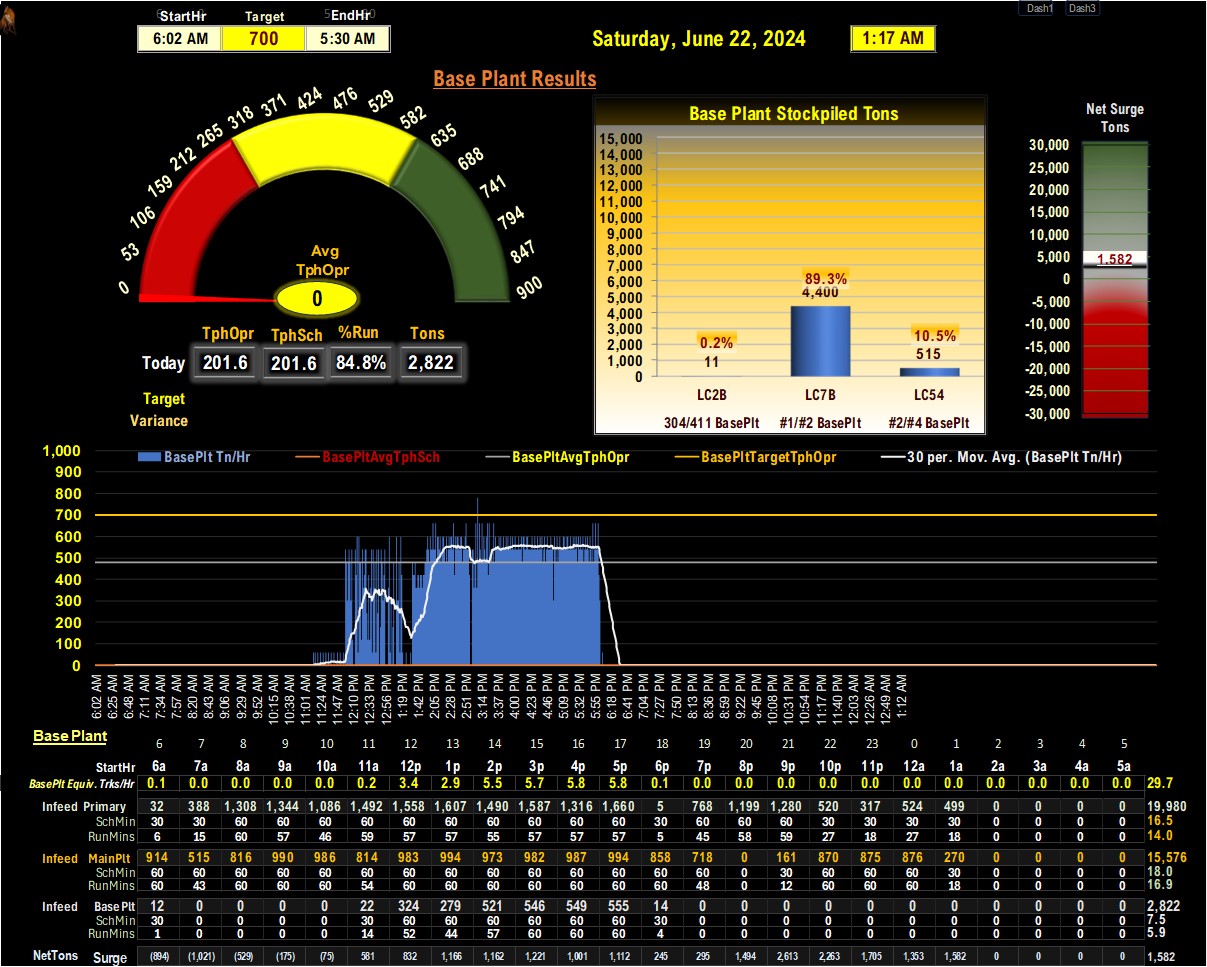 Dash1 Dash3
StartHr Target EndHr
6:02 AM 700 5:30 AM
Saturday, June 22, 2024 1:17 AM
Base Plant Results
0 53 106 159 212 265 318 371 424 476 529 582 635 688 741 794 847 900
Avg
TphOpr
0
TphOpr TphSch %Run Tons
Today 201.6 201.6 84.8% 2,822
Target
Variance
Base Plant Stockpiled Tons
15,000
14,000
13,000
12,000
11,000
10,000
9,000
8,000
7,000
6,000
5,000
4,000
3,000
2,000
1,000
0
0.2% 89.3% 10.5%
11 4,400 515
LC2B LC7B LC54
304/411 BasePlt #1/#2 BasePlt #2/#4 BasePlt
Net Surge
Tons
30,000
25,000
20,000
15,000
10,000
5,000
0
-5,000
-10,000
-15,000
-20,000
-25,000
-30,000
1,582
BasePlt Tn/Hr BasePltAvgTphSch BasePltAvgTphOpr BasePltTargetTphOpr 30 per. Mov. Avg. (BasePlt Tn/Hr)
1,000
900
800
700
600
500
400
300
200
100
0
6:02 AM 6:25 AM 6:48 AM 7:11 AM 7:34 AM 7:57 AM 8:20 AM 8:43 AM 9:06 AM 9:29 AM 9:52 AM 10:15 AM 10:38 AM 11:01 AM 11:24 AM 11:47 AM 12:10 PM 12:33 PM 12:56 PM 1:19 PM 1:42 PM 2:05 PM 2:28 PM 2:51 PM 3:14 PM 3:37 PM 4:00 PM 4:23 PM 4:46 PM 5:09 PM 5:32 PM 5:55 PM 6:18 PM 6:41 PM 7:04 PM 7:27 PM 7:50 PM 8:13 PM 8:36 PM 8:59 PM 9:22 PM 9:45 PM 10:08 PM 10:31 PM 10:54 PM 11:17 PM 11:40 PM 12:03 AM 12:26 AM 12:49 AM 1:12 AM
Base Plant
6 7 8 9 10 11 12 13 14 15 16 17 18 19 20 21 22 23 0 1 2 3 4 5
StartHr 6a 7a 8a 9a 10a 11a 12p 1p 2p 3p 4p 5p 6p 7p 8p 9p 10p 11p 12a 1a 2a 3a 4a 5a
BasePlt Equiv. Trks/Hr 0.1 0.0 0.0 0.0 0.0 0.2 3.4 2.9 5.5 5.7 5.8 5.8 0.1 0.0 0.0 0.0 0.0 0.0 0.0 0.0 0.0 0.0 0.0 0.0 29.7
Infeed Primary 32 388 1,308 1,344 1,086 1,492 1,558 1,607 1,490 1,587 1,316 1,660 5 768 1,199 1,280 520 317 524 499 0 0 0 0 19,980
SchMin 30 30 60 60 60 60 60 60 60 60 60 60 30 60 60 60 30 30 30 30 0 0 0 0 16.5
RunMins 6 15 60 57 46 59 57 57 55 57 57 57 5 45 58 59 27 18 27 18 0 0 0 0 14.0
Infeed MainPlt 914 515 816 990 986 814 983 994 973 982 987 994 858 718 0 161 870 875 876 270 0 0 0 0 15,576
SchMin 60 60 60 60 60 60 60 60 60 60 60 60 60 60 0 30 60 60 60 30 0 0 0 0 18.0
RunMins 60 43 60 60 60 54 60 60 60 60 60 60 60 48 0 12 60 60 60 18 0 0 0 0 16.9
Infeed BasePlt 12 0 0 0 0 22 324 279 521 546 549 555 14 0 0 0 0 0 0 0 0 0 0 0 2,822
SchMin 30 0 0 0 0 30 60 60 60 60 60 60 30 0 0 0 0 0 0 0 0 0 0 0 7.5
RunMins 1 0 0 0 0 14 52 44 57 60 60 60 4 0 0 0 0 0 0 0 0 0 0 0 5.9
NetTons Surge (894) (1,021) (529) (175) (75) 581 832 1,166 1,162 1,221 1,001 1,112 245 295 1,494 2,613 2,263 1,705 1,353 1,582 0 0 0 0 1,582